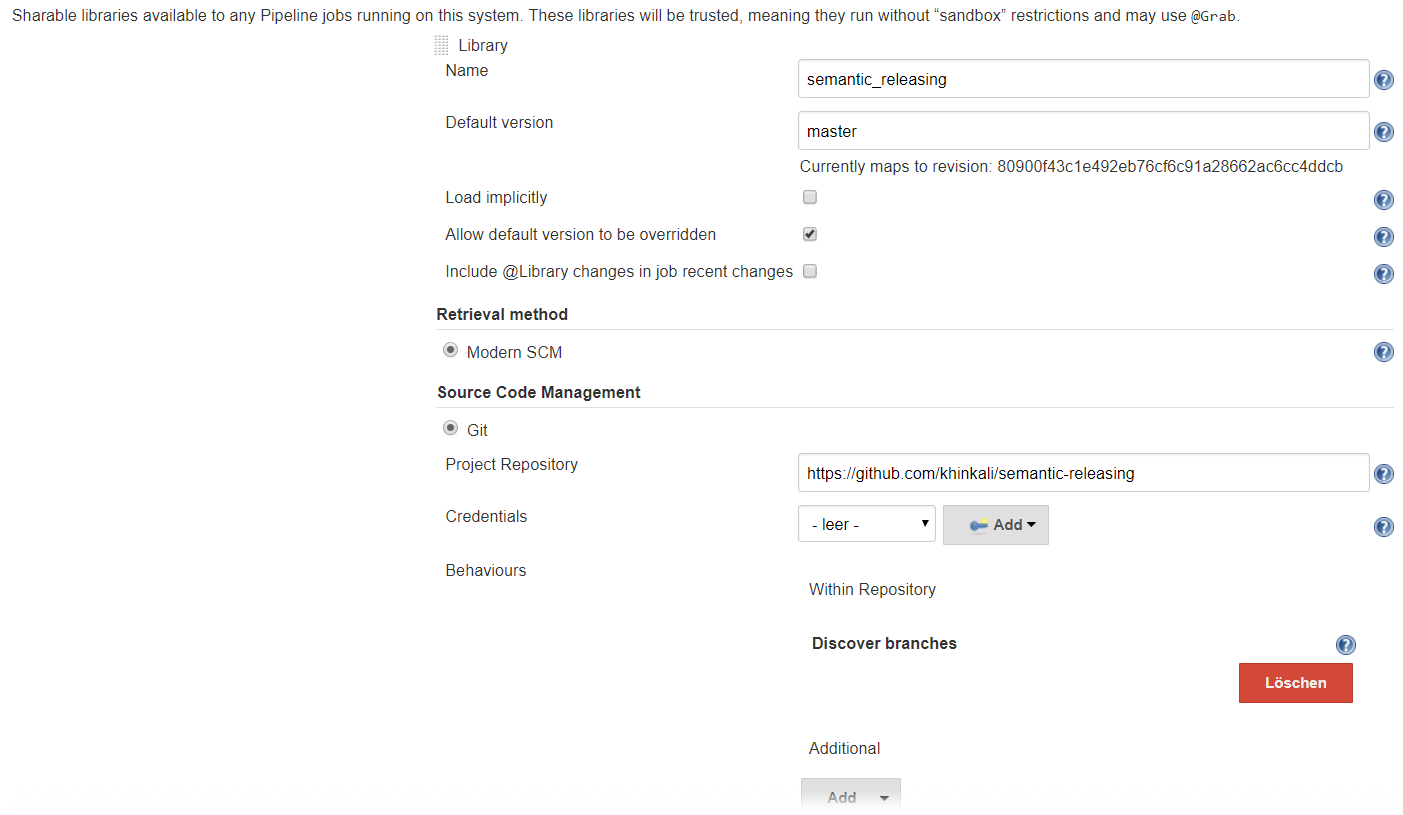 Sharable libraries available to any Pipeline jobs running on this system. These libraries will be trusted, meaning they run without “sandbox” restrictions and may use @Grab.
Library
Name
semantic_releasing
Default version
master
Currently maps to revision: 80900f43c1e492eb76cf6c91a28662ac6cc4ddcb
Load implicitly
Allow default version to be overridden
Include @Library changes in job recent changes
Retrieval method
Modern SCM
Source Code Management
Git
Project Repository
https://github.com/khinkali/semantic-releasing
Credentials
- leer -
Add
Behaviours
Within Repository
Discover branches
Löschen
Additional
Add